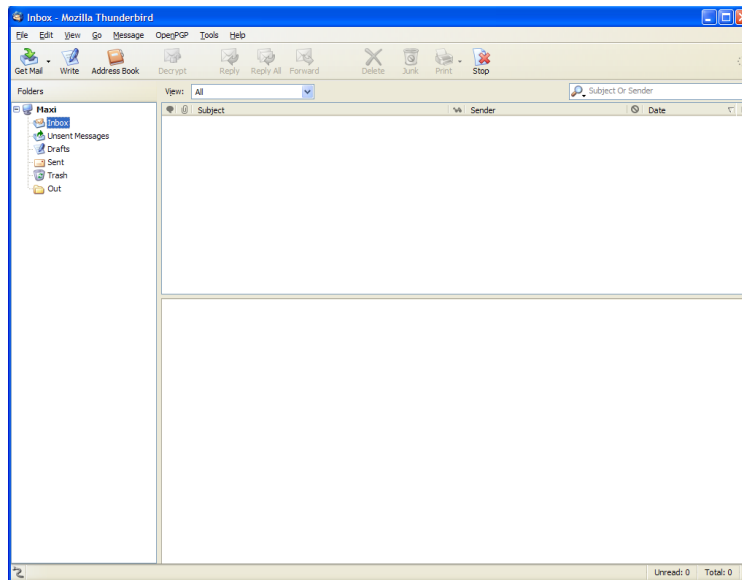 Inbox - Mozilla Thunderbird
File Edit View Go Message OpenPGP Tools Help
Get Mail Write Address Book Decrypt Reply Reply All Forward Delete Junk Print Stop
Folders View: All Subject Or Sender
Maxi Subject Sender Date
Inbox
Unsent Messages
Drafts
Sent
Trash
Out
Unread: 0 Total: 0